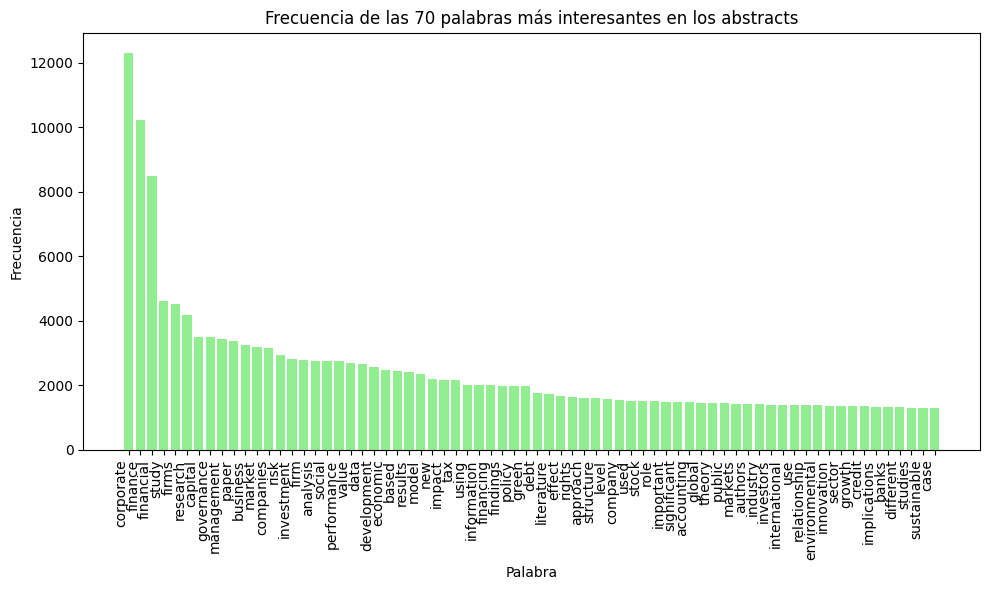 Frecuencia de las 70 palabras más interesantes en los abstracts
Frecuencia
12000
10000
8000
6000
4000
2000
0
corporate
finance
financial
study
firms
research
capital
governance
management
paper
business
market
companies
risk
investment
firm
analysis
social
performance
value
data
development
economic
based
results
model
new
impact
tax
using
information
financing
findings
policy
green
debt
literature
effect
rights
approach
structure
level
company
used
stock
role
important
significant
accounting
global
theory
public
markets
authors
industry
investors
international
use
relationship
environmental
innovation
sector
growth
credit
implications
banks
different
studies
sustainable
case
Palabra